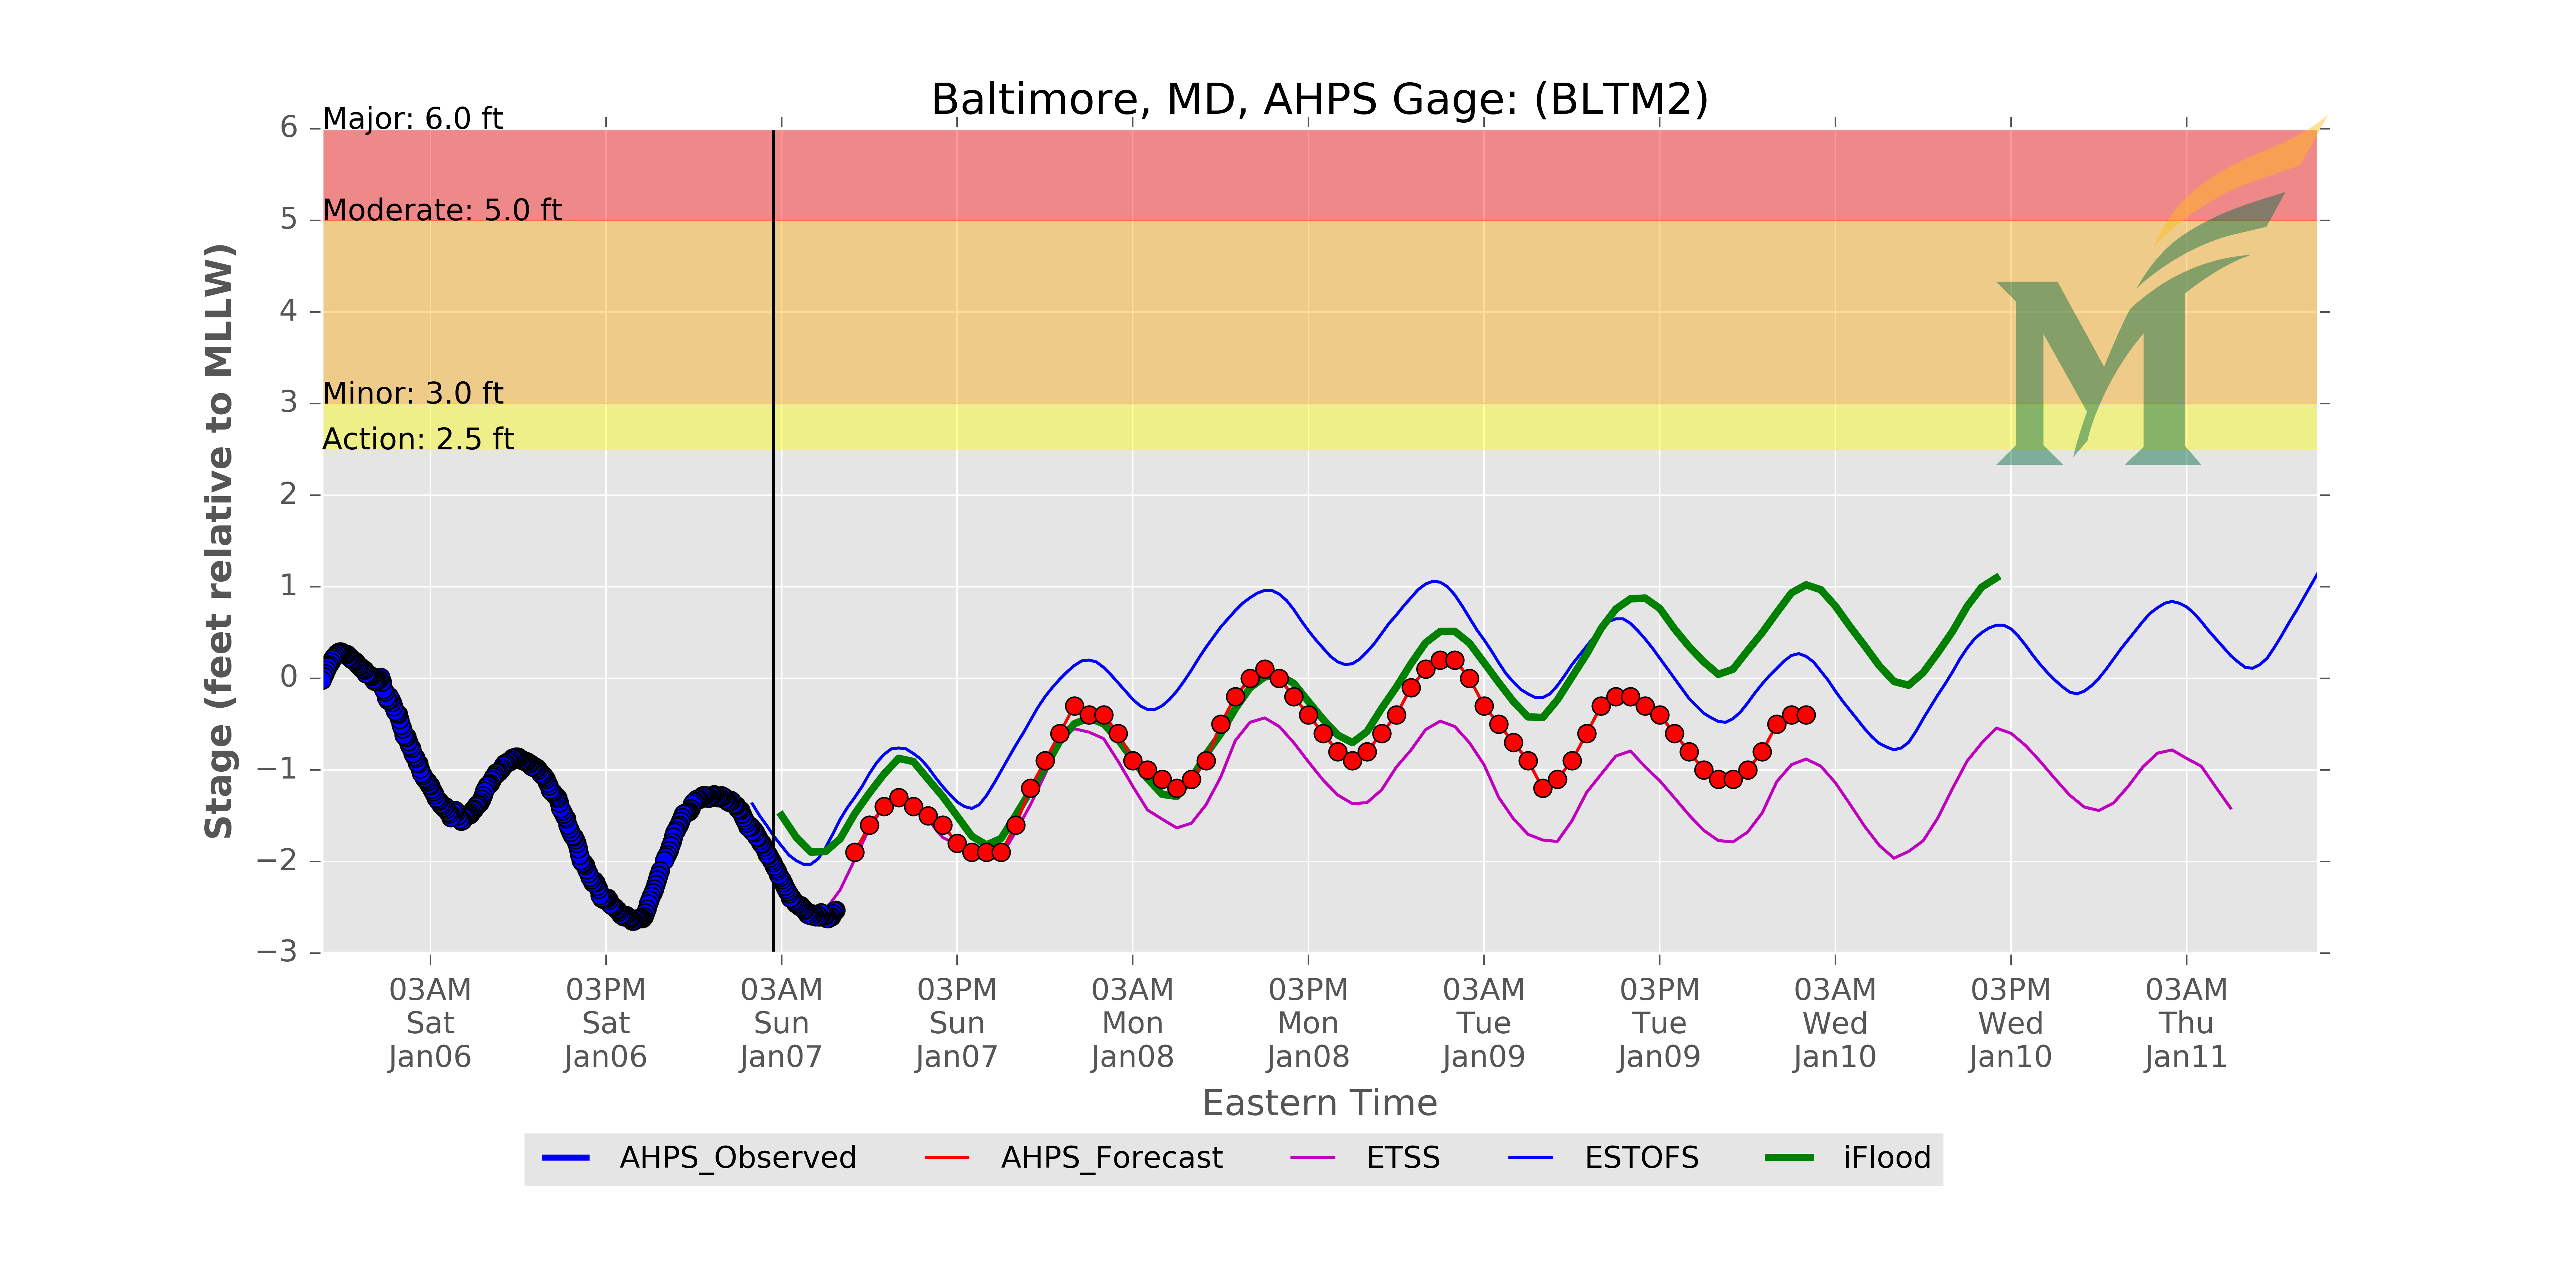 Baltimore, MD, AHPS Gage: (BLTM2)
Major: 6.0 ft
Moderate: 5.0 ft
Minor: 3.0 ft
Action: 2.5 ft
6
5
4
3
2
1
0
−1
−2
−3
Stage (feet relative to MLLW)
03AM 03PM 03AM 03PM 03AM 03PM 03AM 03PM 03AM 03PM 03AM
Sat Sat Sun Sun Mon Mon Tue Tue Wed Wed Thu
Jan06 Jan06 Jan07 Jan07 Jan08 Jan08 Jan09 Jan09 Jan10 Jan10 Jan11
Eastern Time
AHPS_Observed AHPS_Forecast ETSS ESTOFS iFlood
M